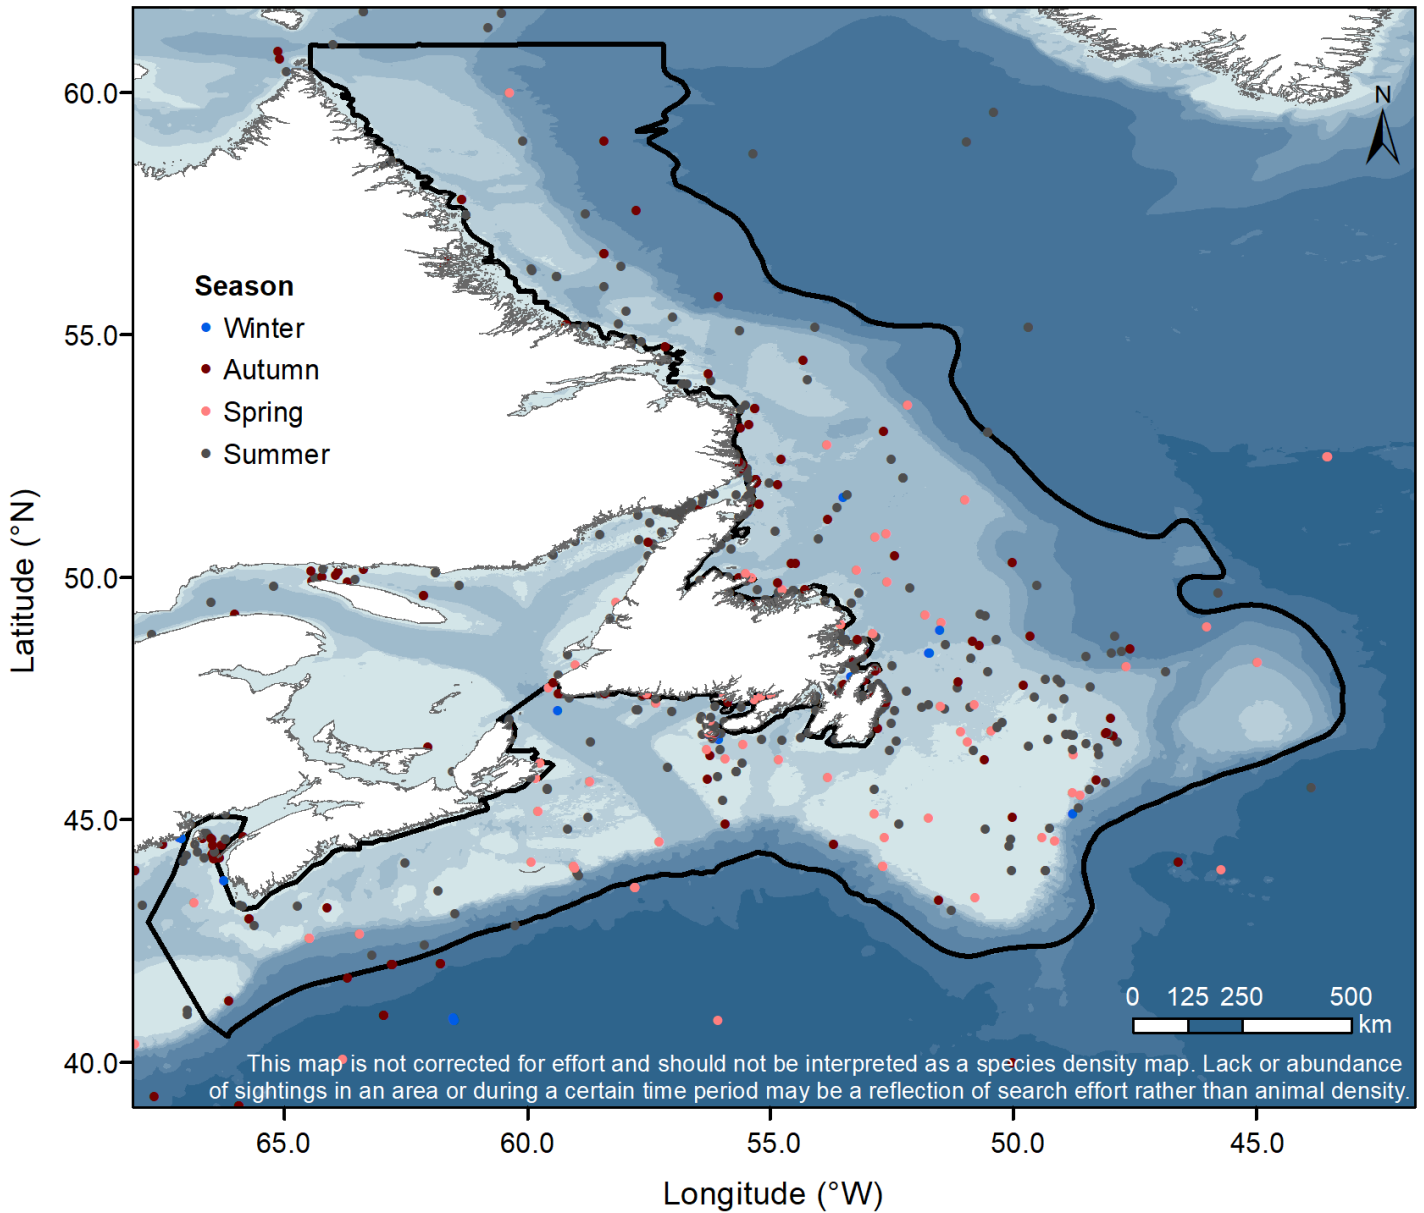 N
60.0
55.0
50.0
45.0
40.0
Latitude (°N)
Season
Winter
Autumn
Spring
Summer
0 125 250 500
km
This map is not corrected for effort and should not be interpreted as a species density map. Lack or abundance
of sightings in an area or during a certain time period may be a reflection of search effort rather than animal density.
65.0 60.0 55.0 50.0 45.0
Longitude (°W)